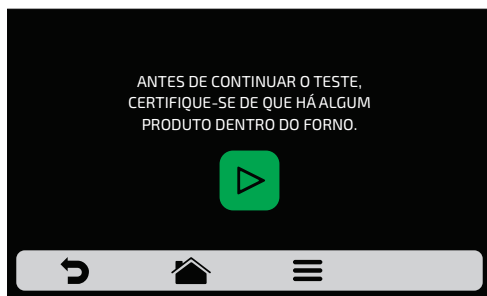 ANTES DE CONTINUAR O TESTE,
CERTIFIQUE-SE DE QUE HÁ ALGUM
PRODUTO DENTRO DO FORNO.